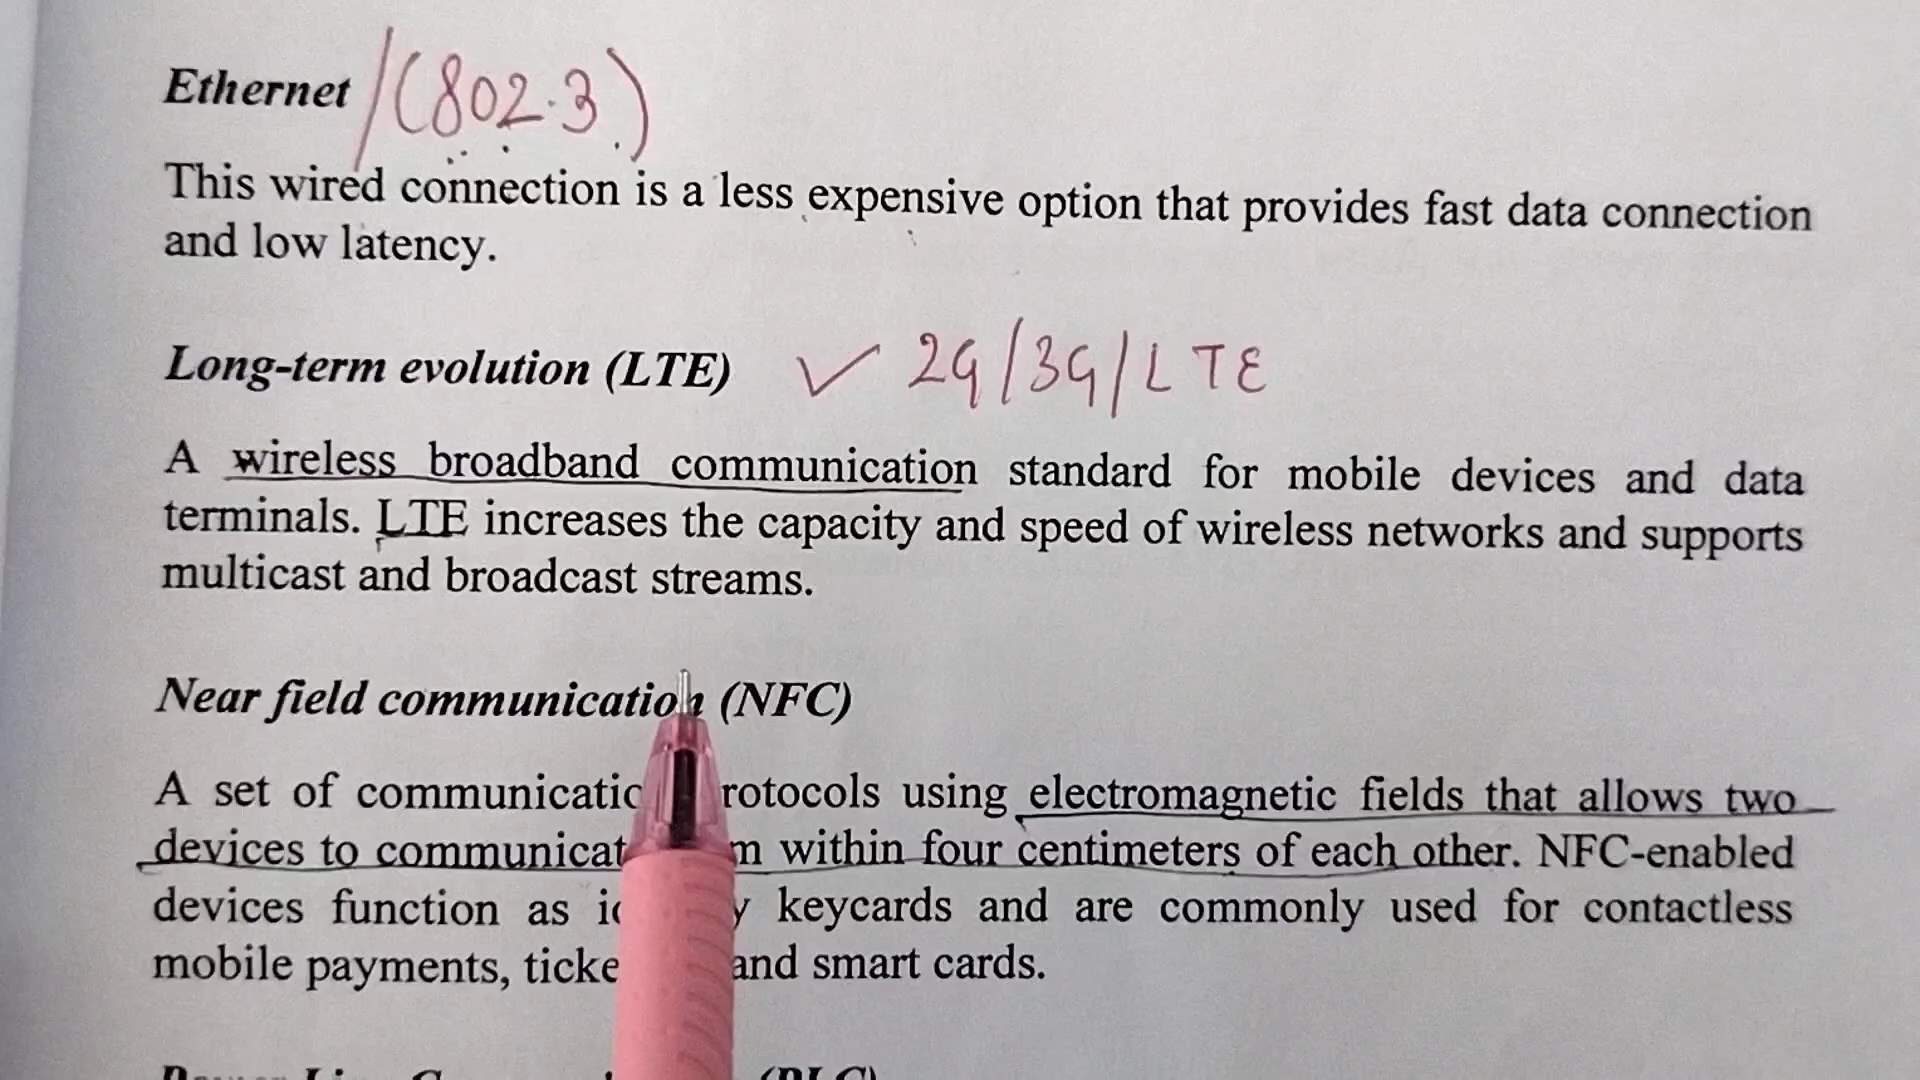 Ethernet /(802.3)
This wired connection is a less expensive option that provides fast data connection
and low latency.
Long-term evolution (LTE) ✓ 2G/3G/LTE
A wireless broadband communication standard for mobile devices and data
terminals. LTE increases the capacity and speed of wireless networks and supports
multicast and broadcast streams.
Near field communication (NFC)
A set of communicatio rotocols using electromagnetic fields that allows two
devices to communicat m within four centimeters of each other. NFC-enabled
devices function as y keycards and are commonly used for contactless
mobile payments, ticke and smart cards.
(PLC)